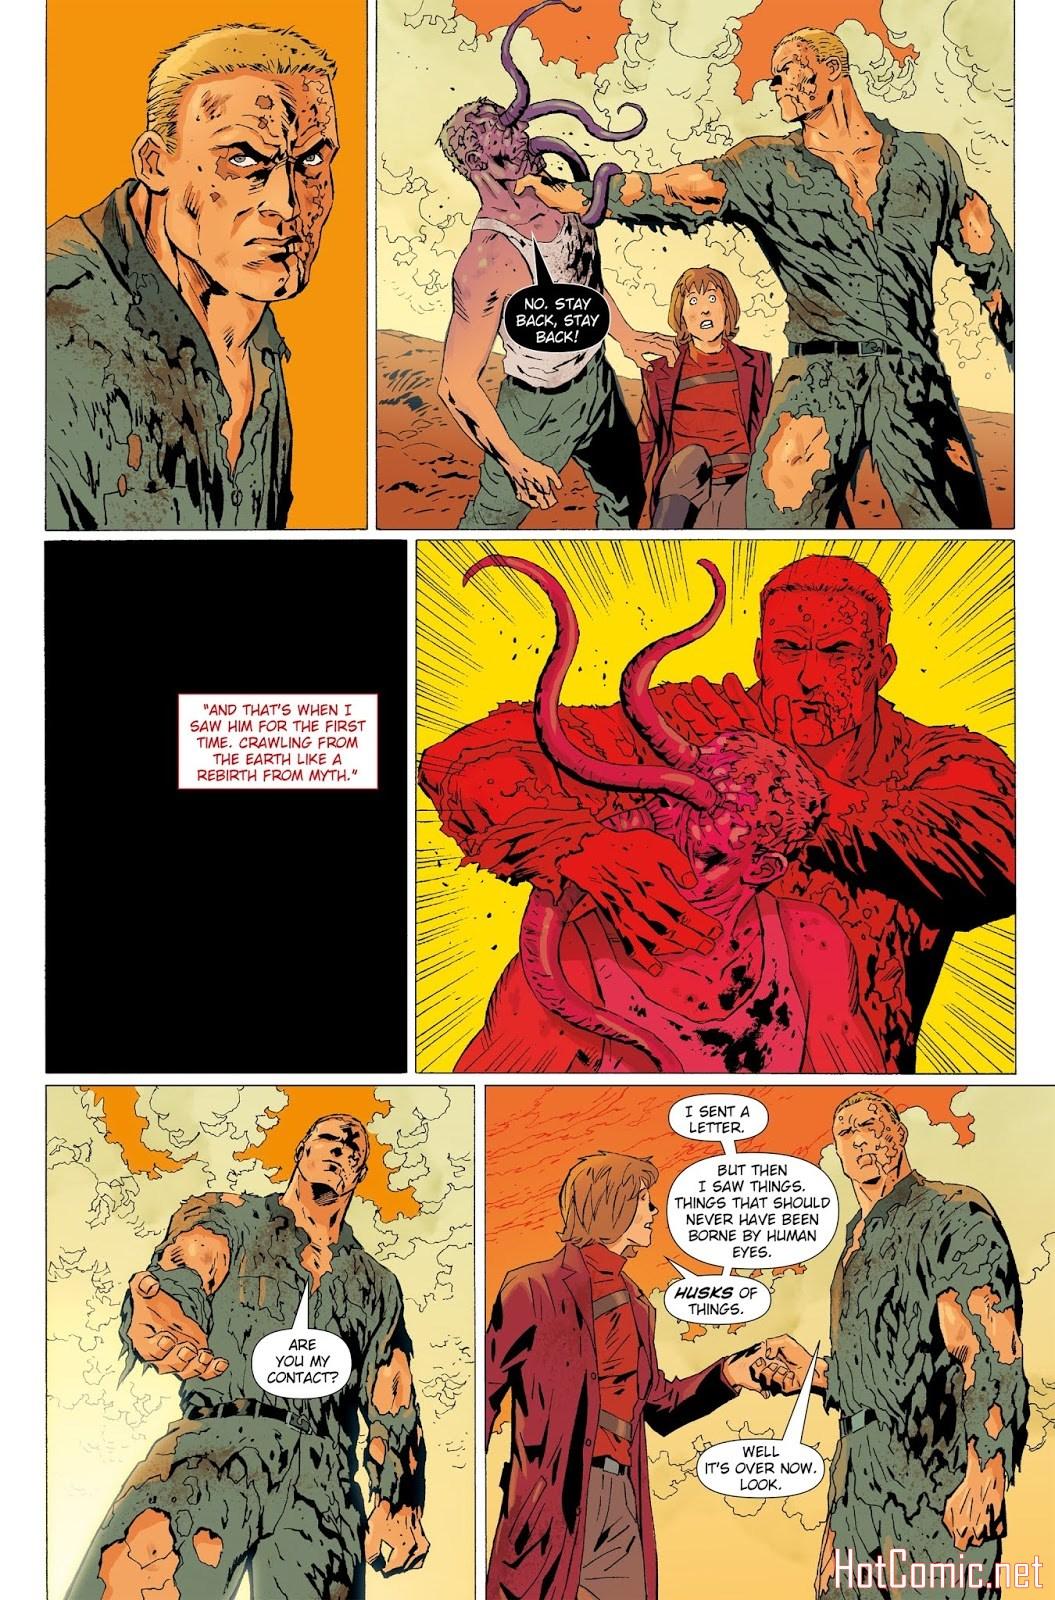 NO. STAY
BACK, STAY
BACK!
"AND THAT'S WHEN I
SAW HIM FOR THE FIRST
TIME. CRAWLING FROM
THE EARTH LIKE A
REBIRTH FROM MYTH."
ARE
YOU MY
CONTACT?
I SENT A
LETTER.
BUT THEN
I SAW THINGS.
THINGS THAT SHOULD
NEVER HAVE BEEN
BORNE BY HUMAN
EYES.
HUSKS OF
THINGS.
WELL
IT'S OVER NOW.
LOOK.
HotComic.net